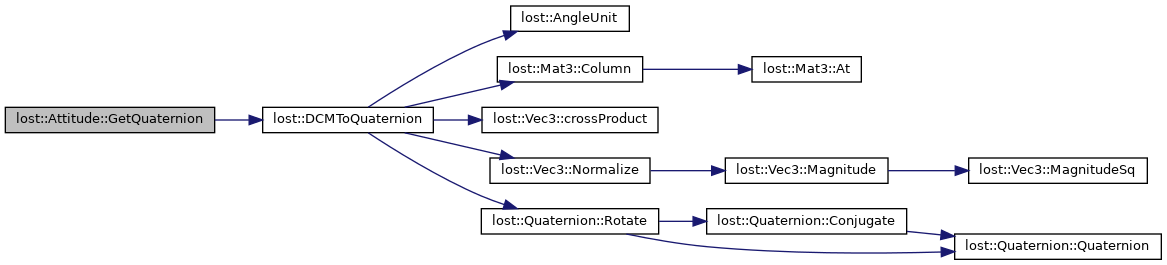 lost::Attitude::GetQuaternion
lost::DCMToQuaternion
lost::AngleUnit
lost::Mat3::Column
lost::Mat3::At
lost::Vec3::crossProduct
lost::Vec3::Normalize
lost::Vec3::Magnitude
lost::Vec3::MagnitudeSq
lost::Quaternion::Rotate
lost::Quaternion::Conjugate
lost::Quaternion::Quaternion